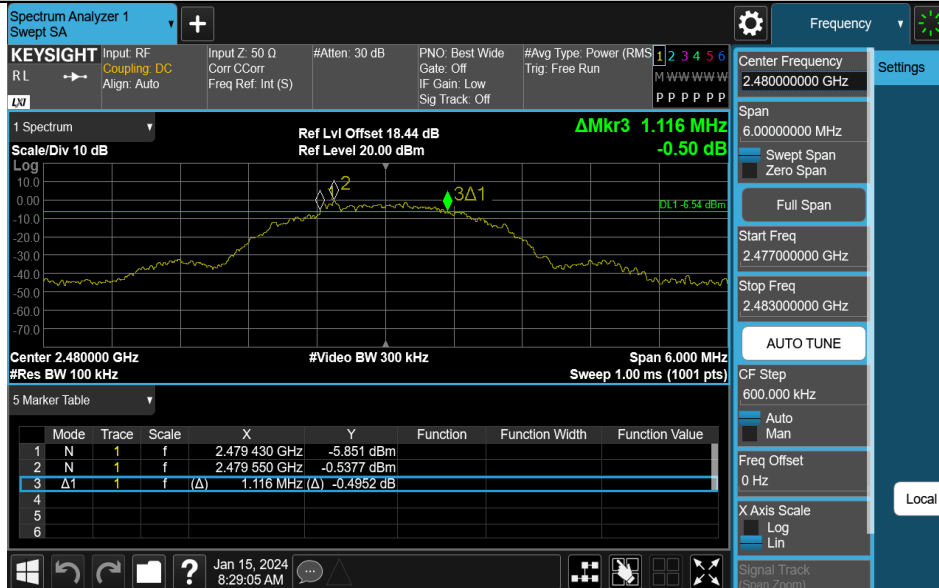 Spectrum Analyzer 1
Swept SA
+
Frequency
KEYSIGHT
RL
LXI
Input: RF
Coupling: DC
Align: Auto
Input Z: 50 Ω
Corr CCorr
Freq Ref: Int (S)
#Atten: 30 dB
PNO: Best Wide
Gate: Off
IF Gain: Low
Sig Track: Off
#Avg Type: Power (RMS
Trig: Free Run
1 2 3 4 5 6
M W W W W W
P P P P P P
Center Frequency
2.480000000 GHz
Settings
1 Spectrum
Scale/Div 10 dB
Ref Lvl Offset 18.44 dB
Ref Level 20.00 dBm
ΔMkr3 1.116 MHz
-0.50 dB
Log
10.0
0.00
-10.0
-20.0
-30.0
-40.0
-50.0
-60.0
-70.0
2
3Δ1
DL1 -6.54 dBm
Center 2.480000 GHz
#Video BW 300 kHz
Span 6.000 MHz
#Res BW 100 kHz
Sweep 1.00 ms (1001 pts)
Span
6.00000000 MHz
Swept Span
Zero Span
Full Span
Start Freq
2.477000000 GHz
Stop Freq
2.483000000 GHz
AUTO TUNE
CF Step
600.000 kHz
Auto
Man
Freq Offset
0 Hz
X Axis Scale
Log
Lin
Signal Track
(Span Zoom)
Local
5 Marker Table
Mode Trace Scale X Y Function Function Width Function Value
1 N 1 f 2.479 430 GHz -5.851 dBm
2 N 1 f 2.479 550 GHz -0.5377 dBm
3 Δ1 1 f (Δ) 1.116 MHz (Δ) -0.4952 dB
4
5
6
?
Jan 15, 2024
8:29:05 AM